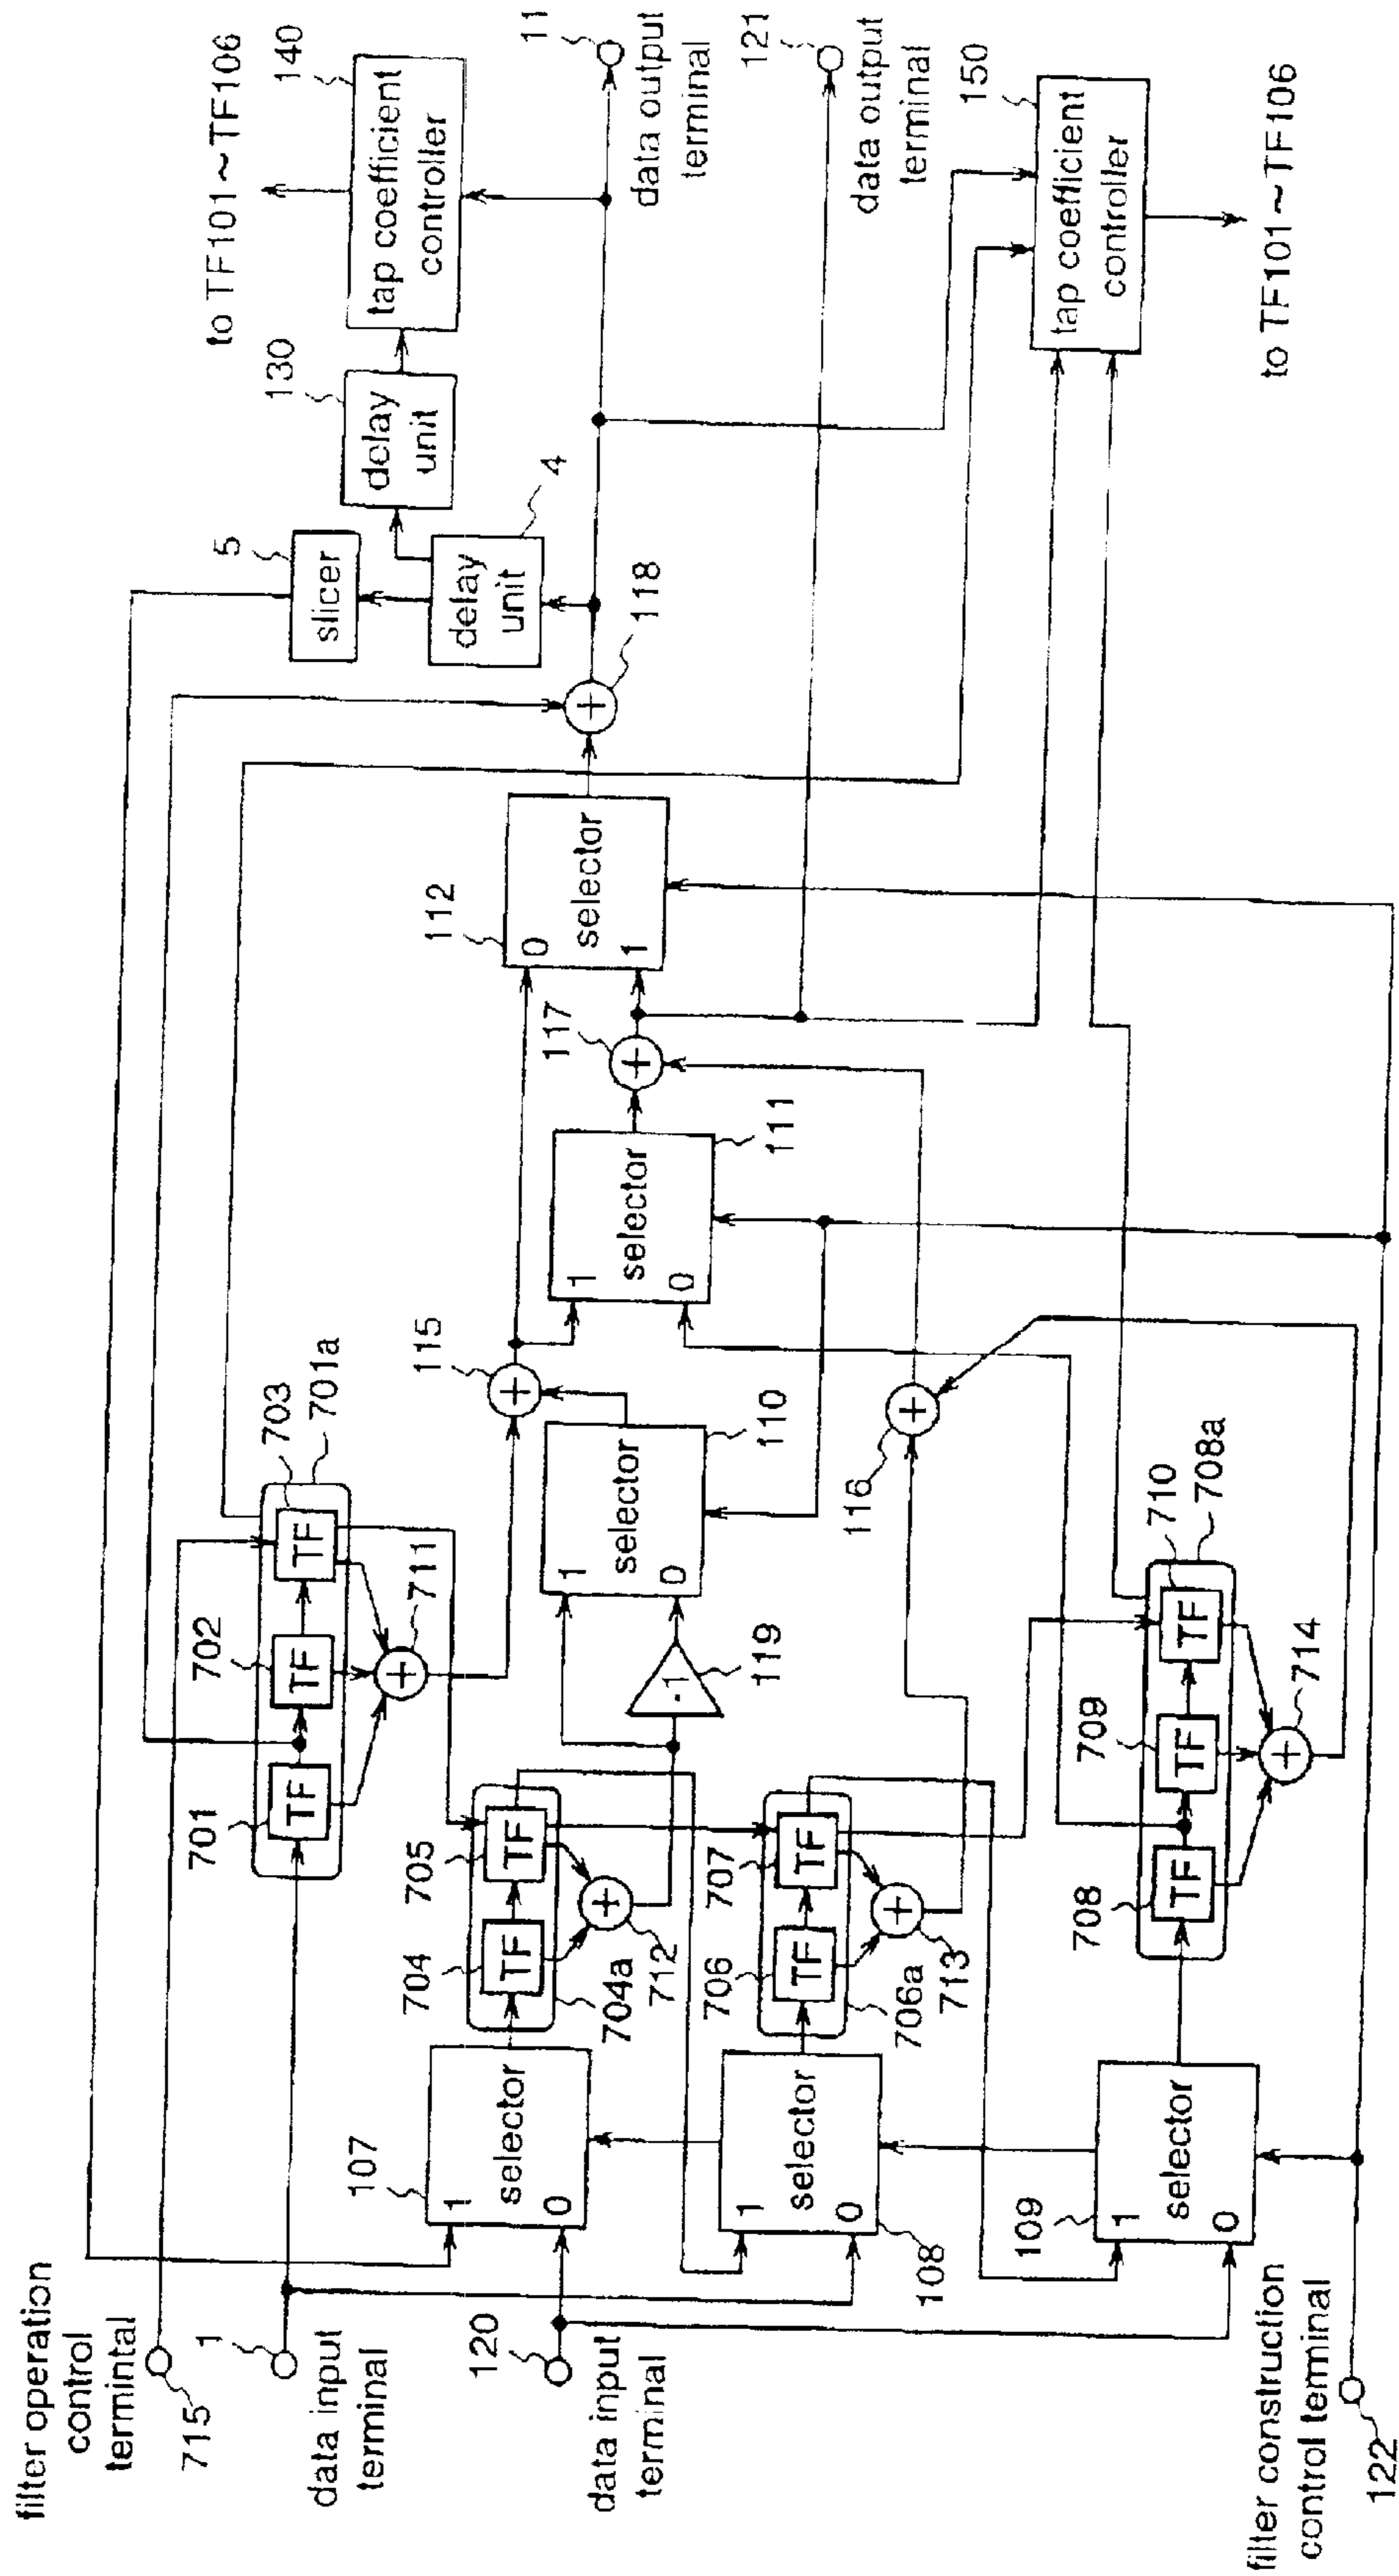 filter operation
control
termintal
715
1
data input
terminal
120
data input
terminal
filter construction
control terminal
122
701
TF
702
TF
703
TF
701a
711
+
107
1
selector
0
704
TF
705
TF
704a
712
+
108
1
selector
0
706
TF
707
TF
706a
713
+
109
1
selector
0
708
TF
709
TF
710
TF
708a
714
+
-1
119
110
1
selector
0
115
+
116
+
111
1
selector
0
117
+
112
0
selector
1
118
+
5
slicer
4
delay
unit
130
delay
unit
140
tap coefficient
controller
to TF101~TF106
11
data output
terminal
121
data output
terminal
150
tap coefficient
controller
to TF101~TF106